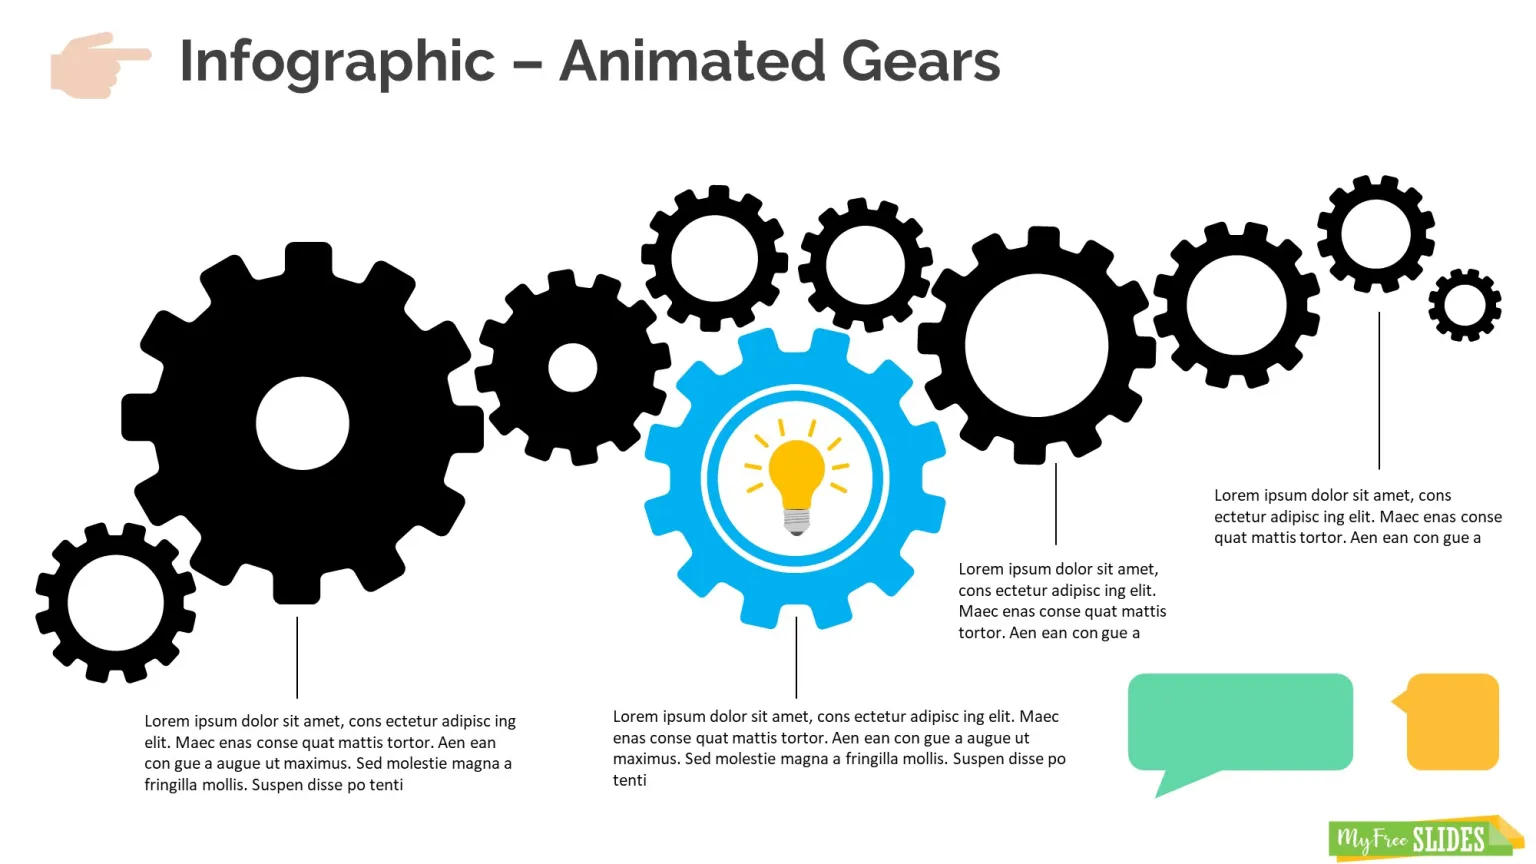 Infographic – Animated Gears
Lorem ipsum dolor sit amet, cons
ectetur adipisc ing elit. Maec enas conse
quat mattis tortor. Aen ean con gue a
Lorem ipsum dolor sit amet,
cons ectetur adipisc ing elit.
Maec enas conse quat mattis
tortor. Aen ean con gue a
Lorem ipsum dolor sit amet, cons ectetur adipisc ing
elit. Maec enas conse quat mattis tortor. Aen ean
con gue a augue ut maximus. Sed molestie magna a
fringilla mollis. Suspen disse po tenti
Lorem ipsum dolor sit amet, cons ectetur adipisc ing elit. Maec
enas conse quat mattis tortor. Aen ean con gue a augue ut
maximus. Sed molestie magna a fringilla mollis. Suspen disse po
tenti
MyFree SLIDES